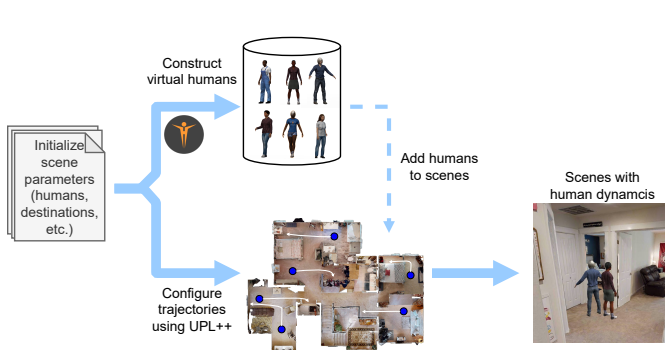 Initialize
scene
parameters
(humans,
destinations,
etc.)
Construct
virtual humans
Configure
trajectories
using UPL++
Add humans
to scenes
Scenes with
human dynamcis